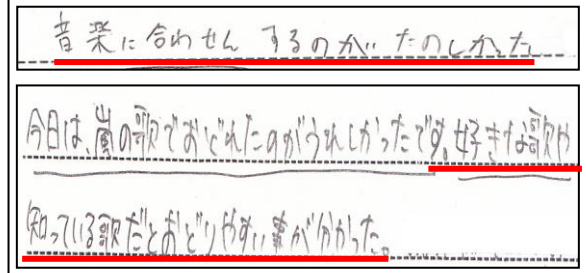 音楽に合わせんするのがたのしかった
今日は、嵐の歌でおどれたのがうれしかったです。好きな歌や
知っている歌だとおどりやすい事が分かった。